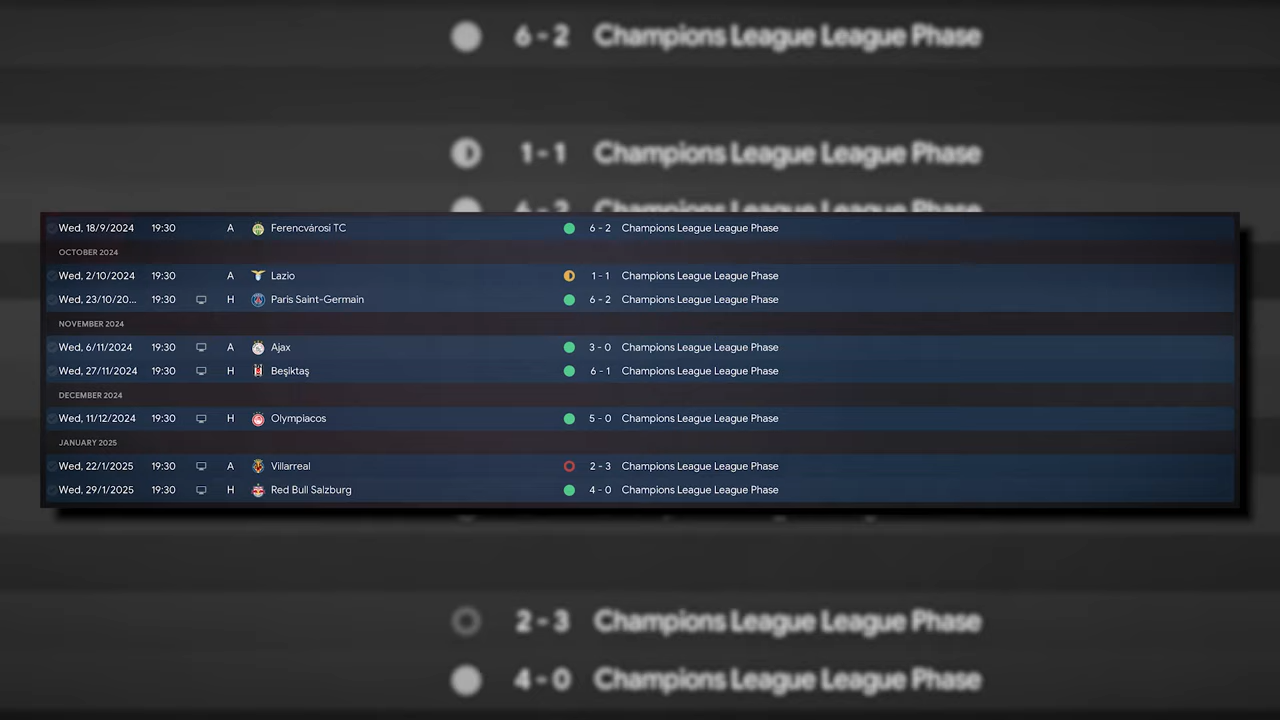 6 - 2 Champions League League Phase
1 - 1 Champions League League Phase
6 - 2
Wed, 18/9/2024 19:30 A Ferencvárosi TC 6 - 2 Champions League League Phase
OCTOBER 2024
Wed, 2/10/2024 19:30 A Lazio 1 - 1 Champions League League Phase
Wed, 23/10/20... 19:30 H Paris Saint-Germain 6 - 2 Champions League League Phase
NOVEMBER 2024
Wed, 6/11/2024 19:30 A Ajax 3 - 0 Champions League League Phase
Wed, 27/11/2024 19:30 H Beşiktaş 6 - 1 Champions League League Phase
DECEMBER 2024
Wed, 11/12/2024 19:30 H Olympiacos 5 - 0 Champions League League Phase
JANUARY 2025
Wed, 22/1/2025 19:30 A Villarreal 2 - 3 Champions League League Phase
Wed, 29/1/2025 19:30 H Red Bull Salzburg 4 - 0 Champions League League Phase
2 - 3 Champions League League Phase
4 - 0 Champions League League Phase